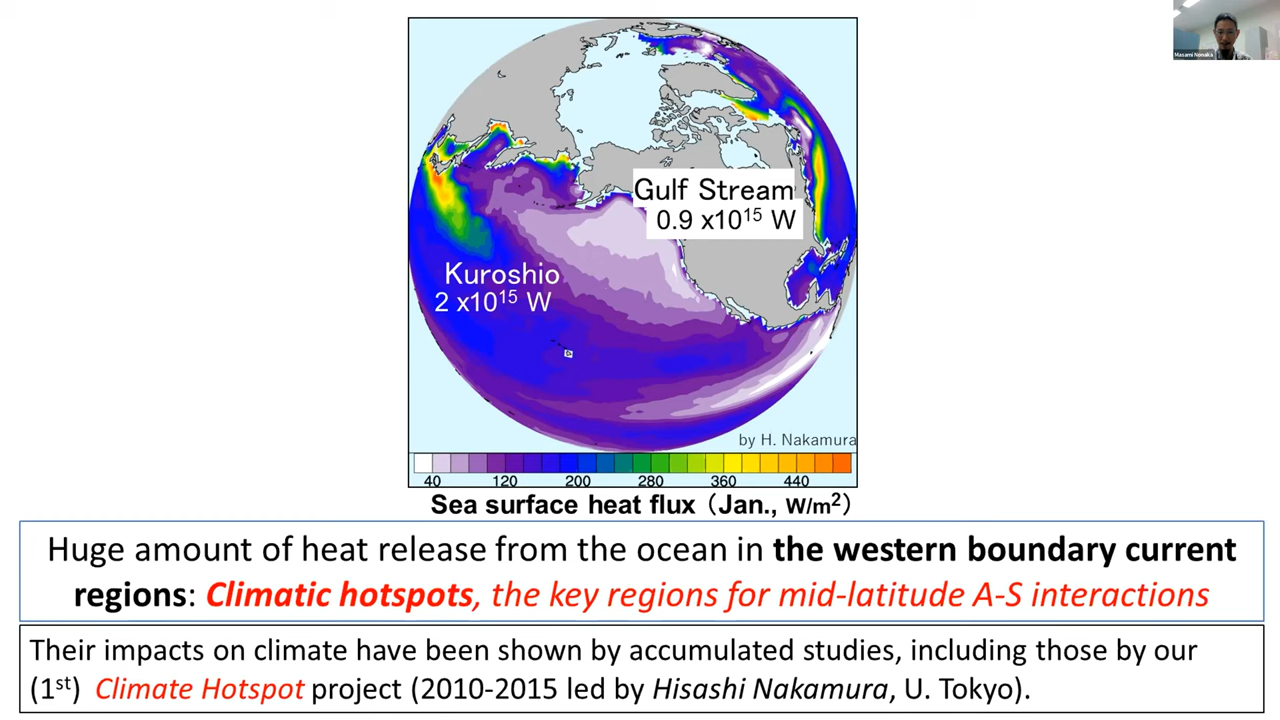 Masami Nonaka
Gulf Stream
0.9 x10¹⁵ W
Kuroshio
2 x10¹⁵ W
by H. Nakamura
40 120 200 280 360 440
Sea surface heat flux（Jan., W/m²）
Huge amount of heat release from the ocean in the western boundary current
regions: Climatic hotspots, the key regions for mid-latitude A-S interactions
Their impacts on climate have been shown by accumulated studies, including those by our
(1ˢᵗ) Climate Hotspot project (2010-2015 led by Hisashi Nakamura, U. Tokyo).